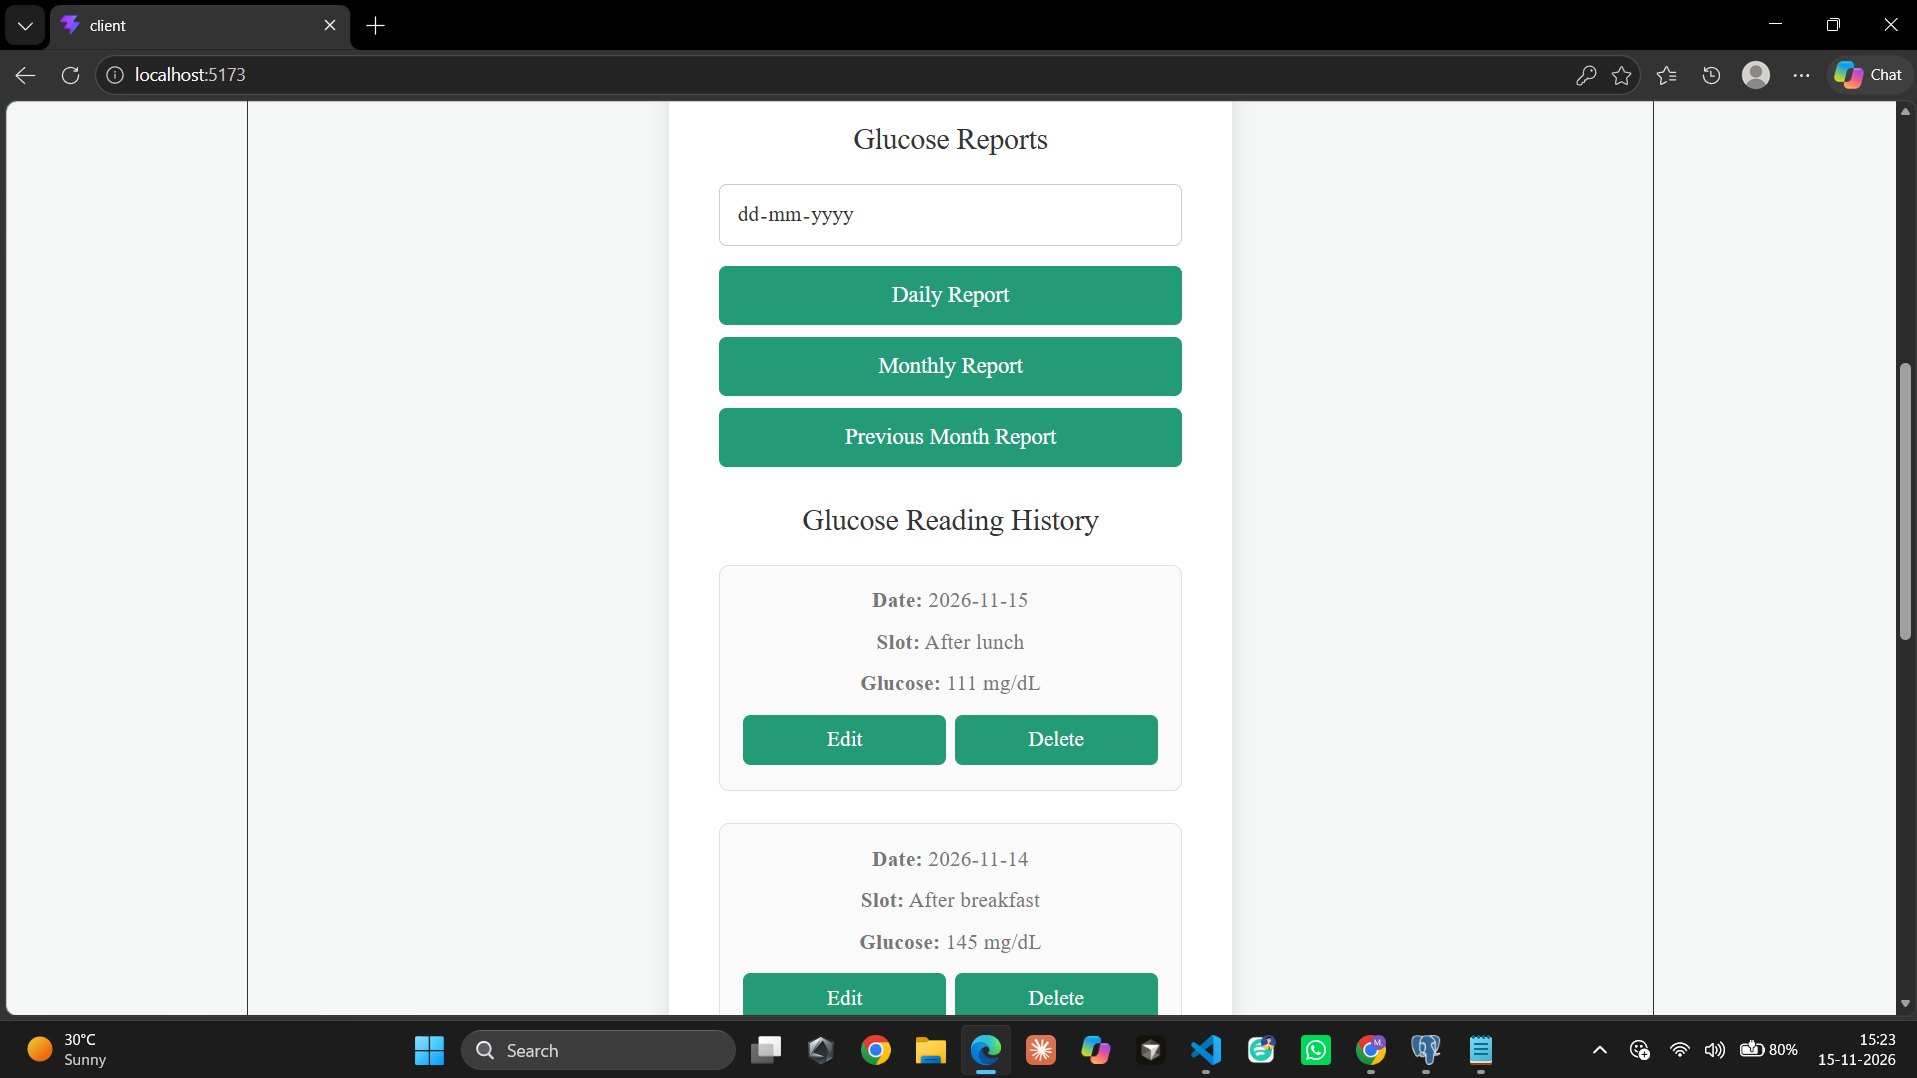 client
localhost:5173
Chat
Glucose Reports
dd-mm-yyyy
Daily Report
Monthly Report
Previous Month Report
Glucose Reading History
Date: 2026-11-15
Slot: After lunch
Glucose: 111 mg/dL
Edit Delete
Date: 2026-11-14
Slot: After breakfast
Glucose: 145 mg/dL
Edit Delete
30°C
Sunny
Search
M
80%
15:23
15-11-2026